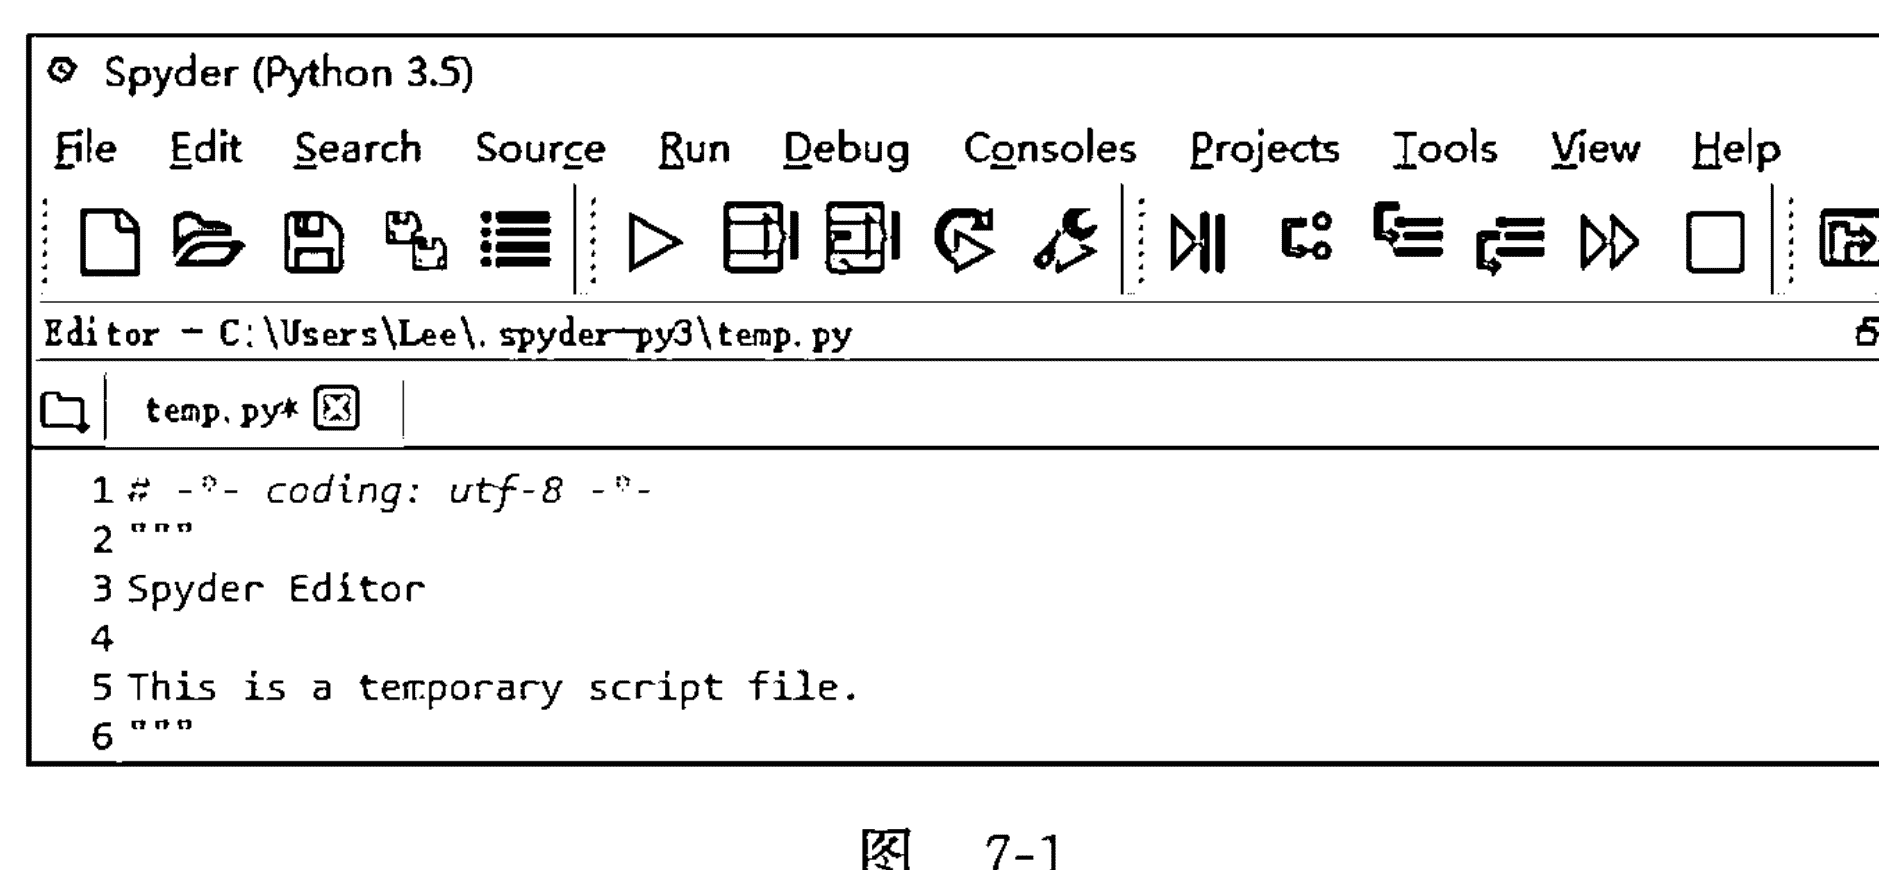 Spyder (Python 3.5)
File Edit Search Source Run Debug Consoles Projects Tools View Help
Editor - C:\Users\Lee\.spyder-py3\temp.py
temp.py*
1 # -*- coding: utf-8 -*-
2 """
3 Spyder Editor
4
5 This is a temporary script file.
6 """
图 7-1